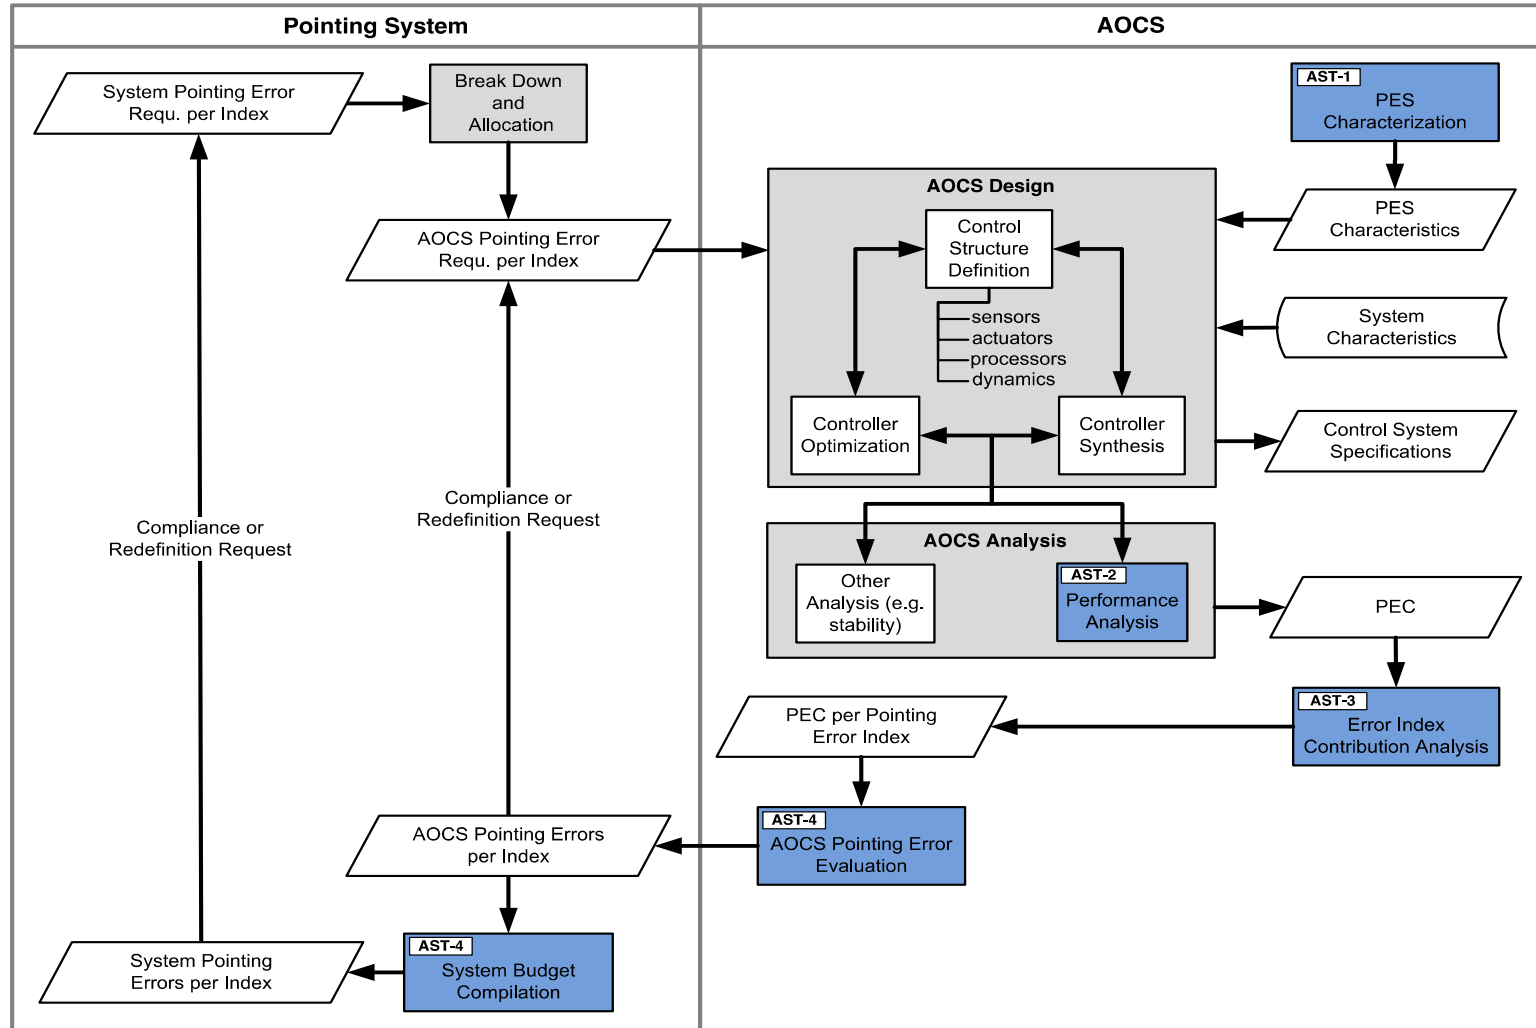 Pointing System
AOCS
System Pointing Error
Requ. per Index
Break Down
and
Allocation
AST-1
PES
Characterization
AOCS Pointing Error
Requ. per Index
AOCS Design
Control
Structure
Definition
sensors
actuators
processors
dynamics
Controller
Optimization
Controller
Synthesis
PES
Characteristics
System
Characteristics
Control System
Specifications
Compliance or
Redefinition Request
Compliance or
Redefinition Request
AOCS Analysis
Other
Analysis (e.g.
stability)
AST-2
Performance
Analysis
PEC
AST-3
Error Index
Contribution Analysis
PEC per Pointing
Error Index
AST-4
AOCS Pointing Error
Evaluation
AOCS Pointing Errors
per Index
AST-4
System Budget
Compilation
System Pointing
Errors per Index